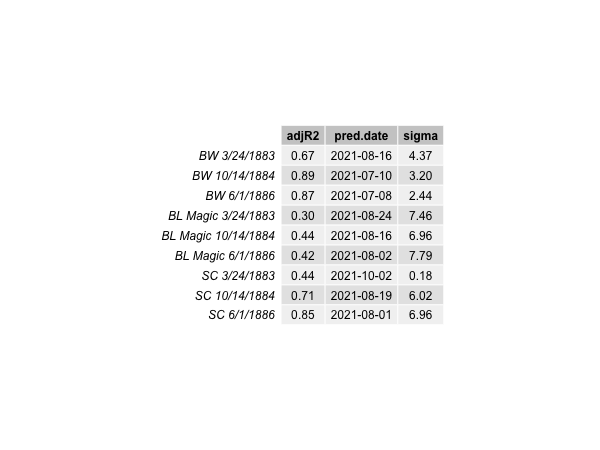 adjR2 pred.date sigma
BW 3/24/1883 0.67 2021-08-16 4.37
BW 10/14/1884 0.89 2021-07-10 3.20
BW 6/1/1886 0.87 2021-07-08 2.44
BL Magic 3/24/1883 0.30 2021-08-24 7.46
BL Magic 10/14/1884 0.44 2021-08-16 6.96
BL Magic 6/1/1886 0.42 2021-08-02 7.79
SC 3/24/1883 0.44 2021-10-02 0.18
SC 10/14/1884 0.71 2021-08-19 6.02
SC 6/1/1886 0.85 2021-08-01 6.96